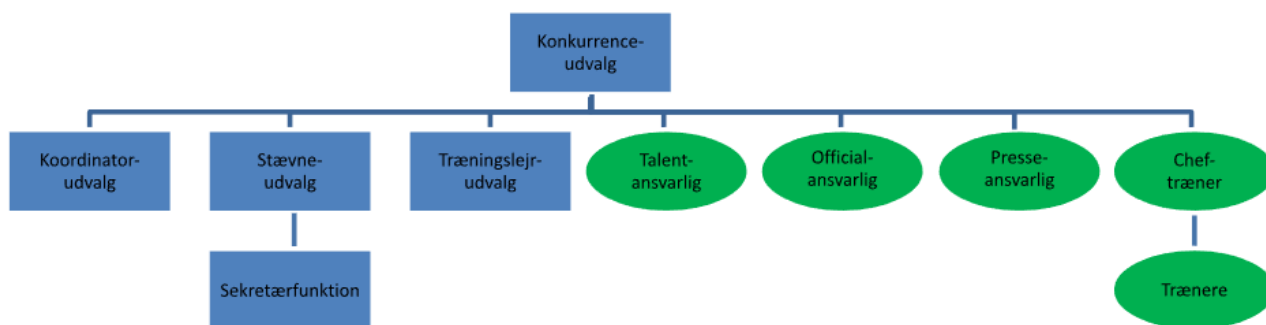 Konkurrence-
udvalg
Koordinator-
udvalg
Stævne-
udvalg
Træningslejr-
udvalg
Talent-
ansvarlig
Official-
ansvarlig
Presse-
ansvarlig
Chef-
træner
Sekretærfunktion
Trænere